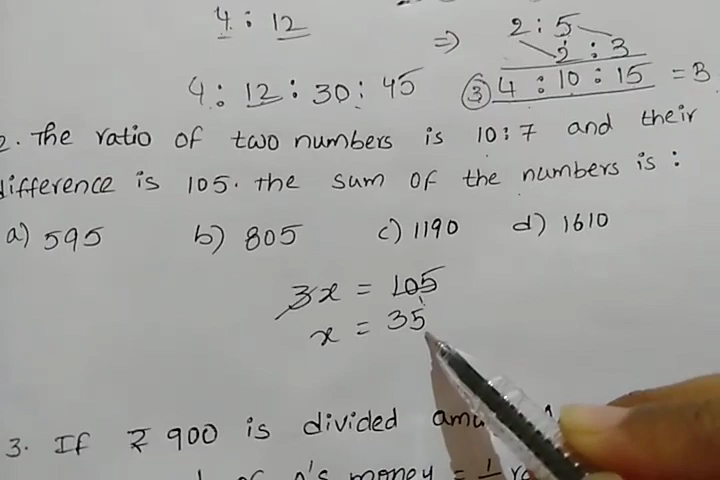 4 : 12
2 : 5
⇒ 2 : 3
4 : 12 : 30 : 45 ③ 4 : 10 : 15 = B
2. The ratio of two numbers is 10:7 and their
difference is 105. the sum of the numbers is :
a) 595 b) 805 c) 1190 d) 1610
3x = 105
x = 35
3. If ₹ 900 is divided
money = 1